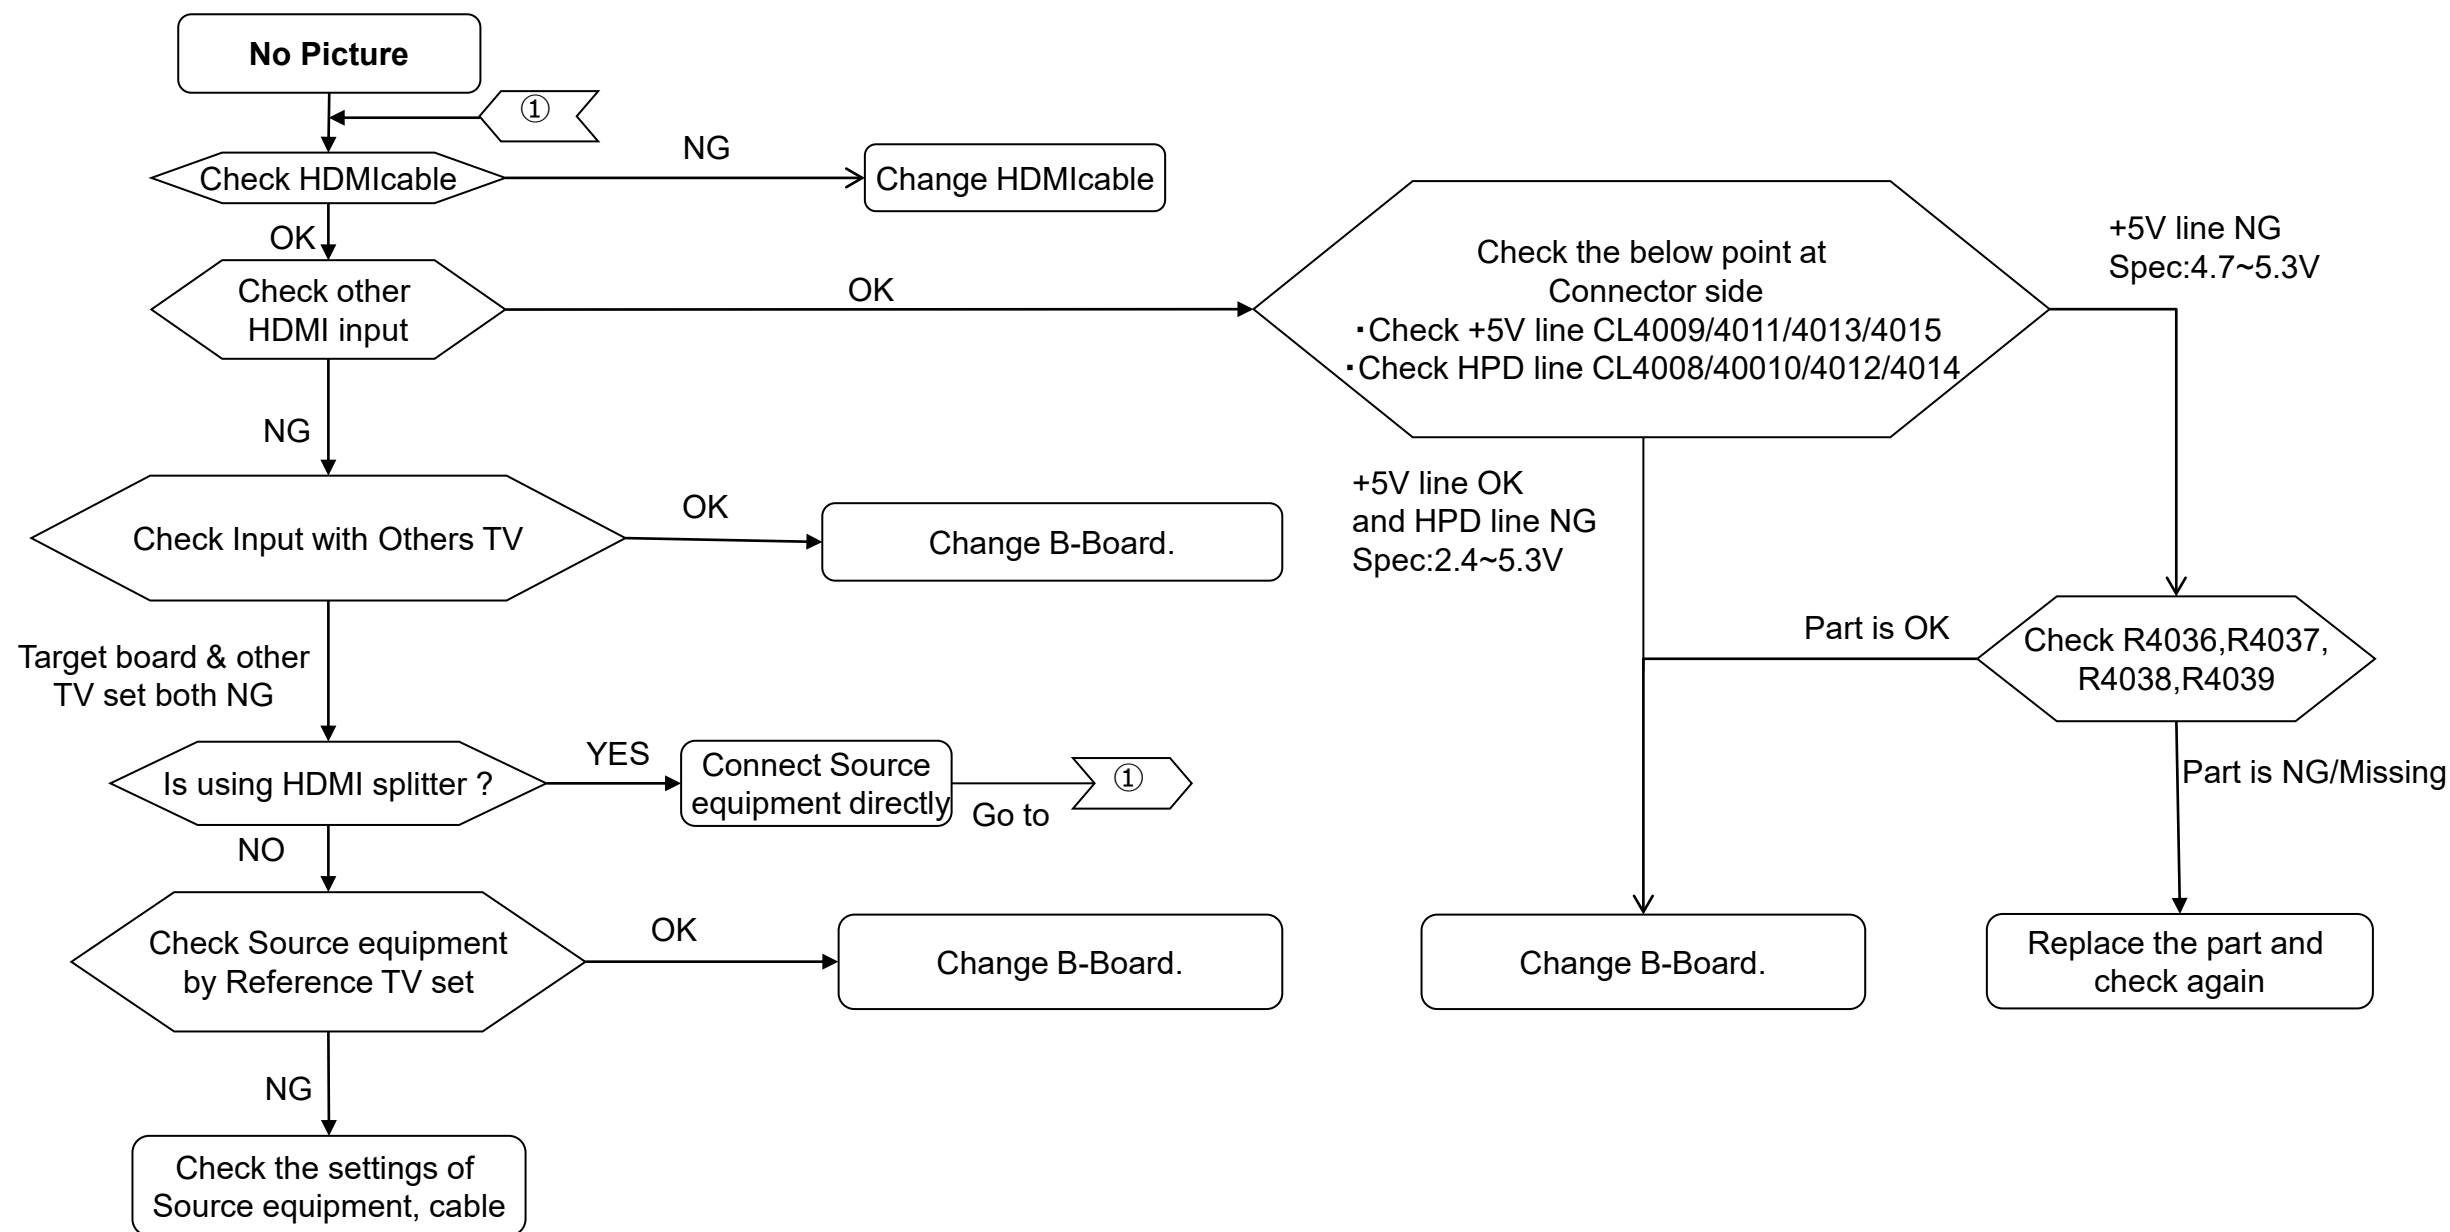 No Picture
①
Check HDMIcable
NG
Change HDMIcable
OK
Check other
HDMI input
OK
Check the below point at
Connector side
・Check +5V line CL4009/4011/4013/4015
・Check HPD line CL4008/40010/4012/4014
+5V line NG
Spec:4.7~5.3V
NG
Check Input with Others TV
OK
Change B-Board.
+5V line OK
and HPD line NG
Spec:2.4~5.3V
Part is OK
Check R4036,R4037,
R4038,R4039
Target board & other
TV set both NG
Is using HDMI splitter ?
YES
Connect Source
equipment directly
Go to
①
Part is NG/Missing
NO
Check Source equipment
by Reference TV set
OK
Change B-Board.
Change B-Board.
Replace the part and
check again
NG
Check the settings of
Source equipment, cable